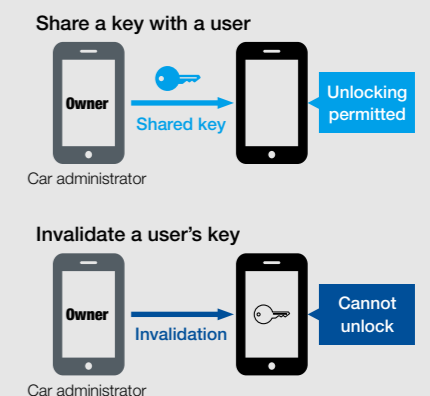 Share a key with a user
Owner
Shared key
Unlocking
permitted
Car administrator
Invalidate a user's key
Owner
Invalidation
Cannot
unlock
Car administrator